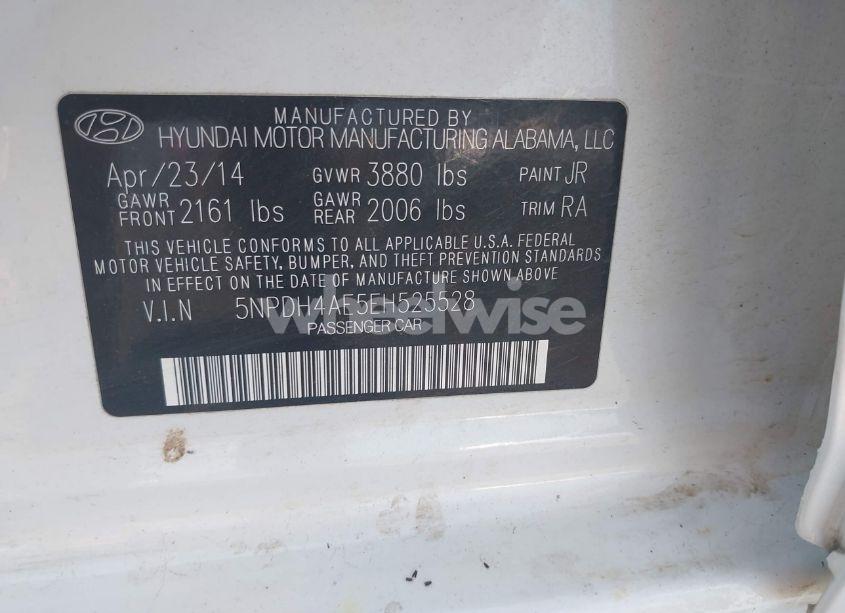 MANUFACTURED BY
HYUNDAI MOTOR MANUFACTURING ALABAMA, LLC
Apr/23/14 GVWR 3880 lbs PAINT JR
GAWR FRONT 2161 lbs GAWR REAR 2006 lbs TRIM RA
THIS VEHICLE CONFORMS TO ALL APPLICABLE U.S.A. FEDERAL
MOTOR VEHICLE SAFETY, BUMPER, AND THEFT PREVENTION STANDARDS
IN EFFECT ON THE DATE OF MANUFACTURE SHOWN ABOVE
V.I.N 5NPDH4AE5EH525528
PASSENGER CAR
wheelwise